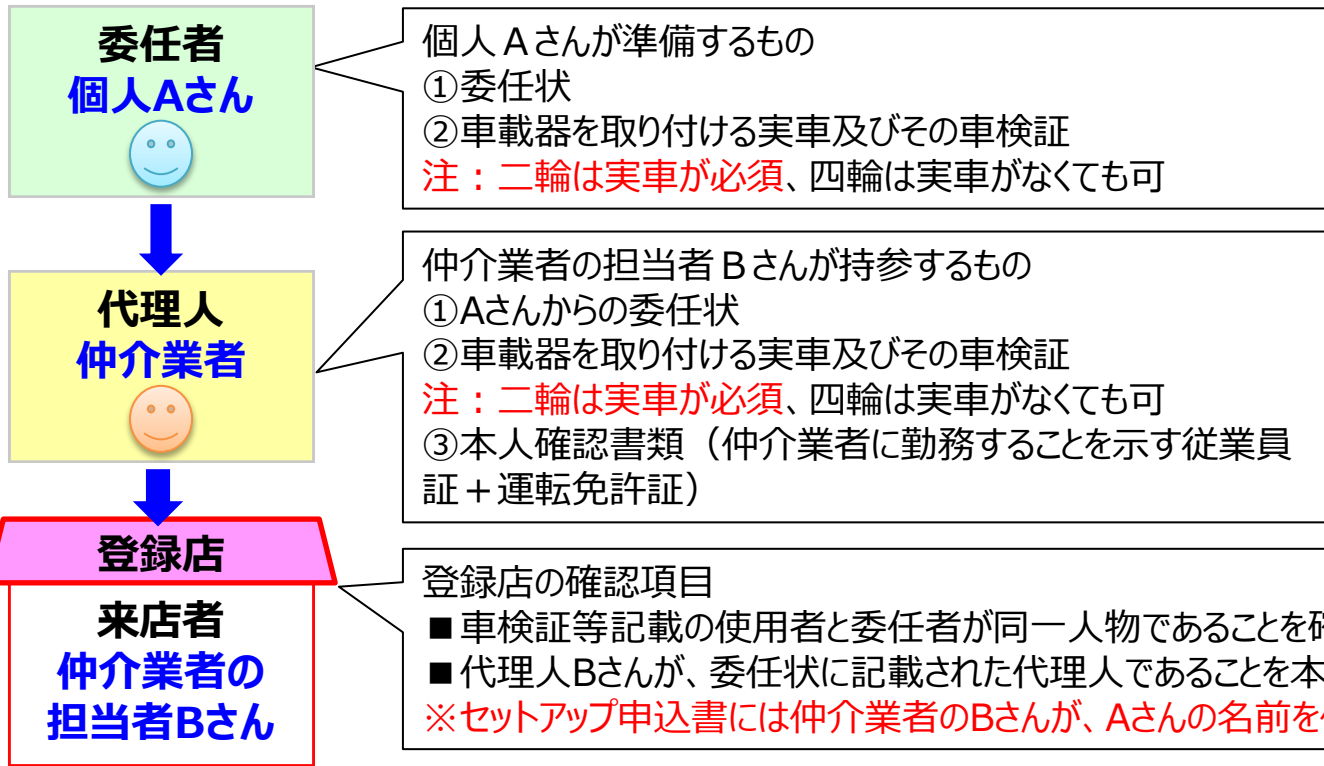 委任者
個人Aさん
個人Aさんが準備するもの
①委任状
②車載器を取り付ける実車及びその車検証
注：二輪は実車が必須、四輪は実車がなくても可
代理人
仲介業者
仲介業者の担当者Bさんが持参するもの
①Aさんからの委任状
②車載器を取り付ける実車及びその車検証
注：二輪は実車が必須、四輪は実車がなくても可
③本人確認書類（仲介業者に勤務することを示す従業員
証＋運転免許証）
登録店
来店者
仲介業者の
担当者Bさん
登録店の確認項目
■車検証等記載の使用者と委任者が同一人物であることを
■代理人Bさんが、委任状に記載された代理人であることを本
※セットアップ申込書には仲介業者のBさんが、Aさんの名前を